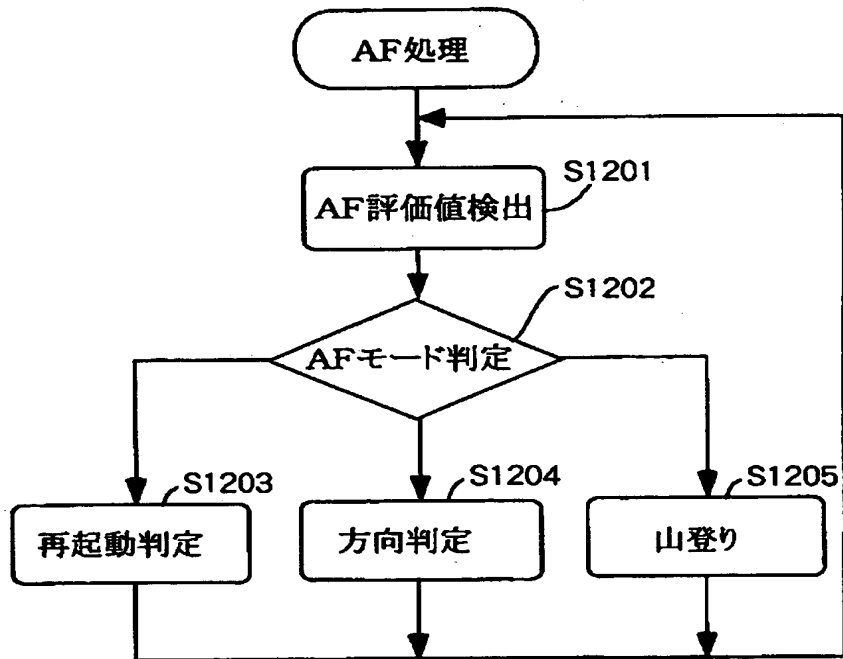 AF処理
S1201
AF評価値検出
S1202
AFモード判定
S1203
再起動判定
S1204
方向判定
S1205
山登り